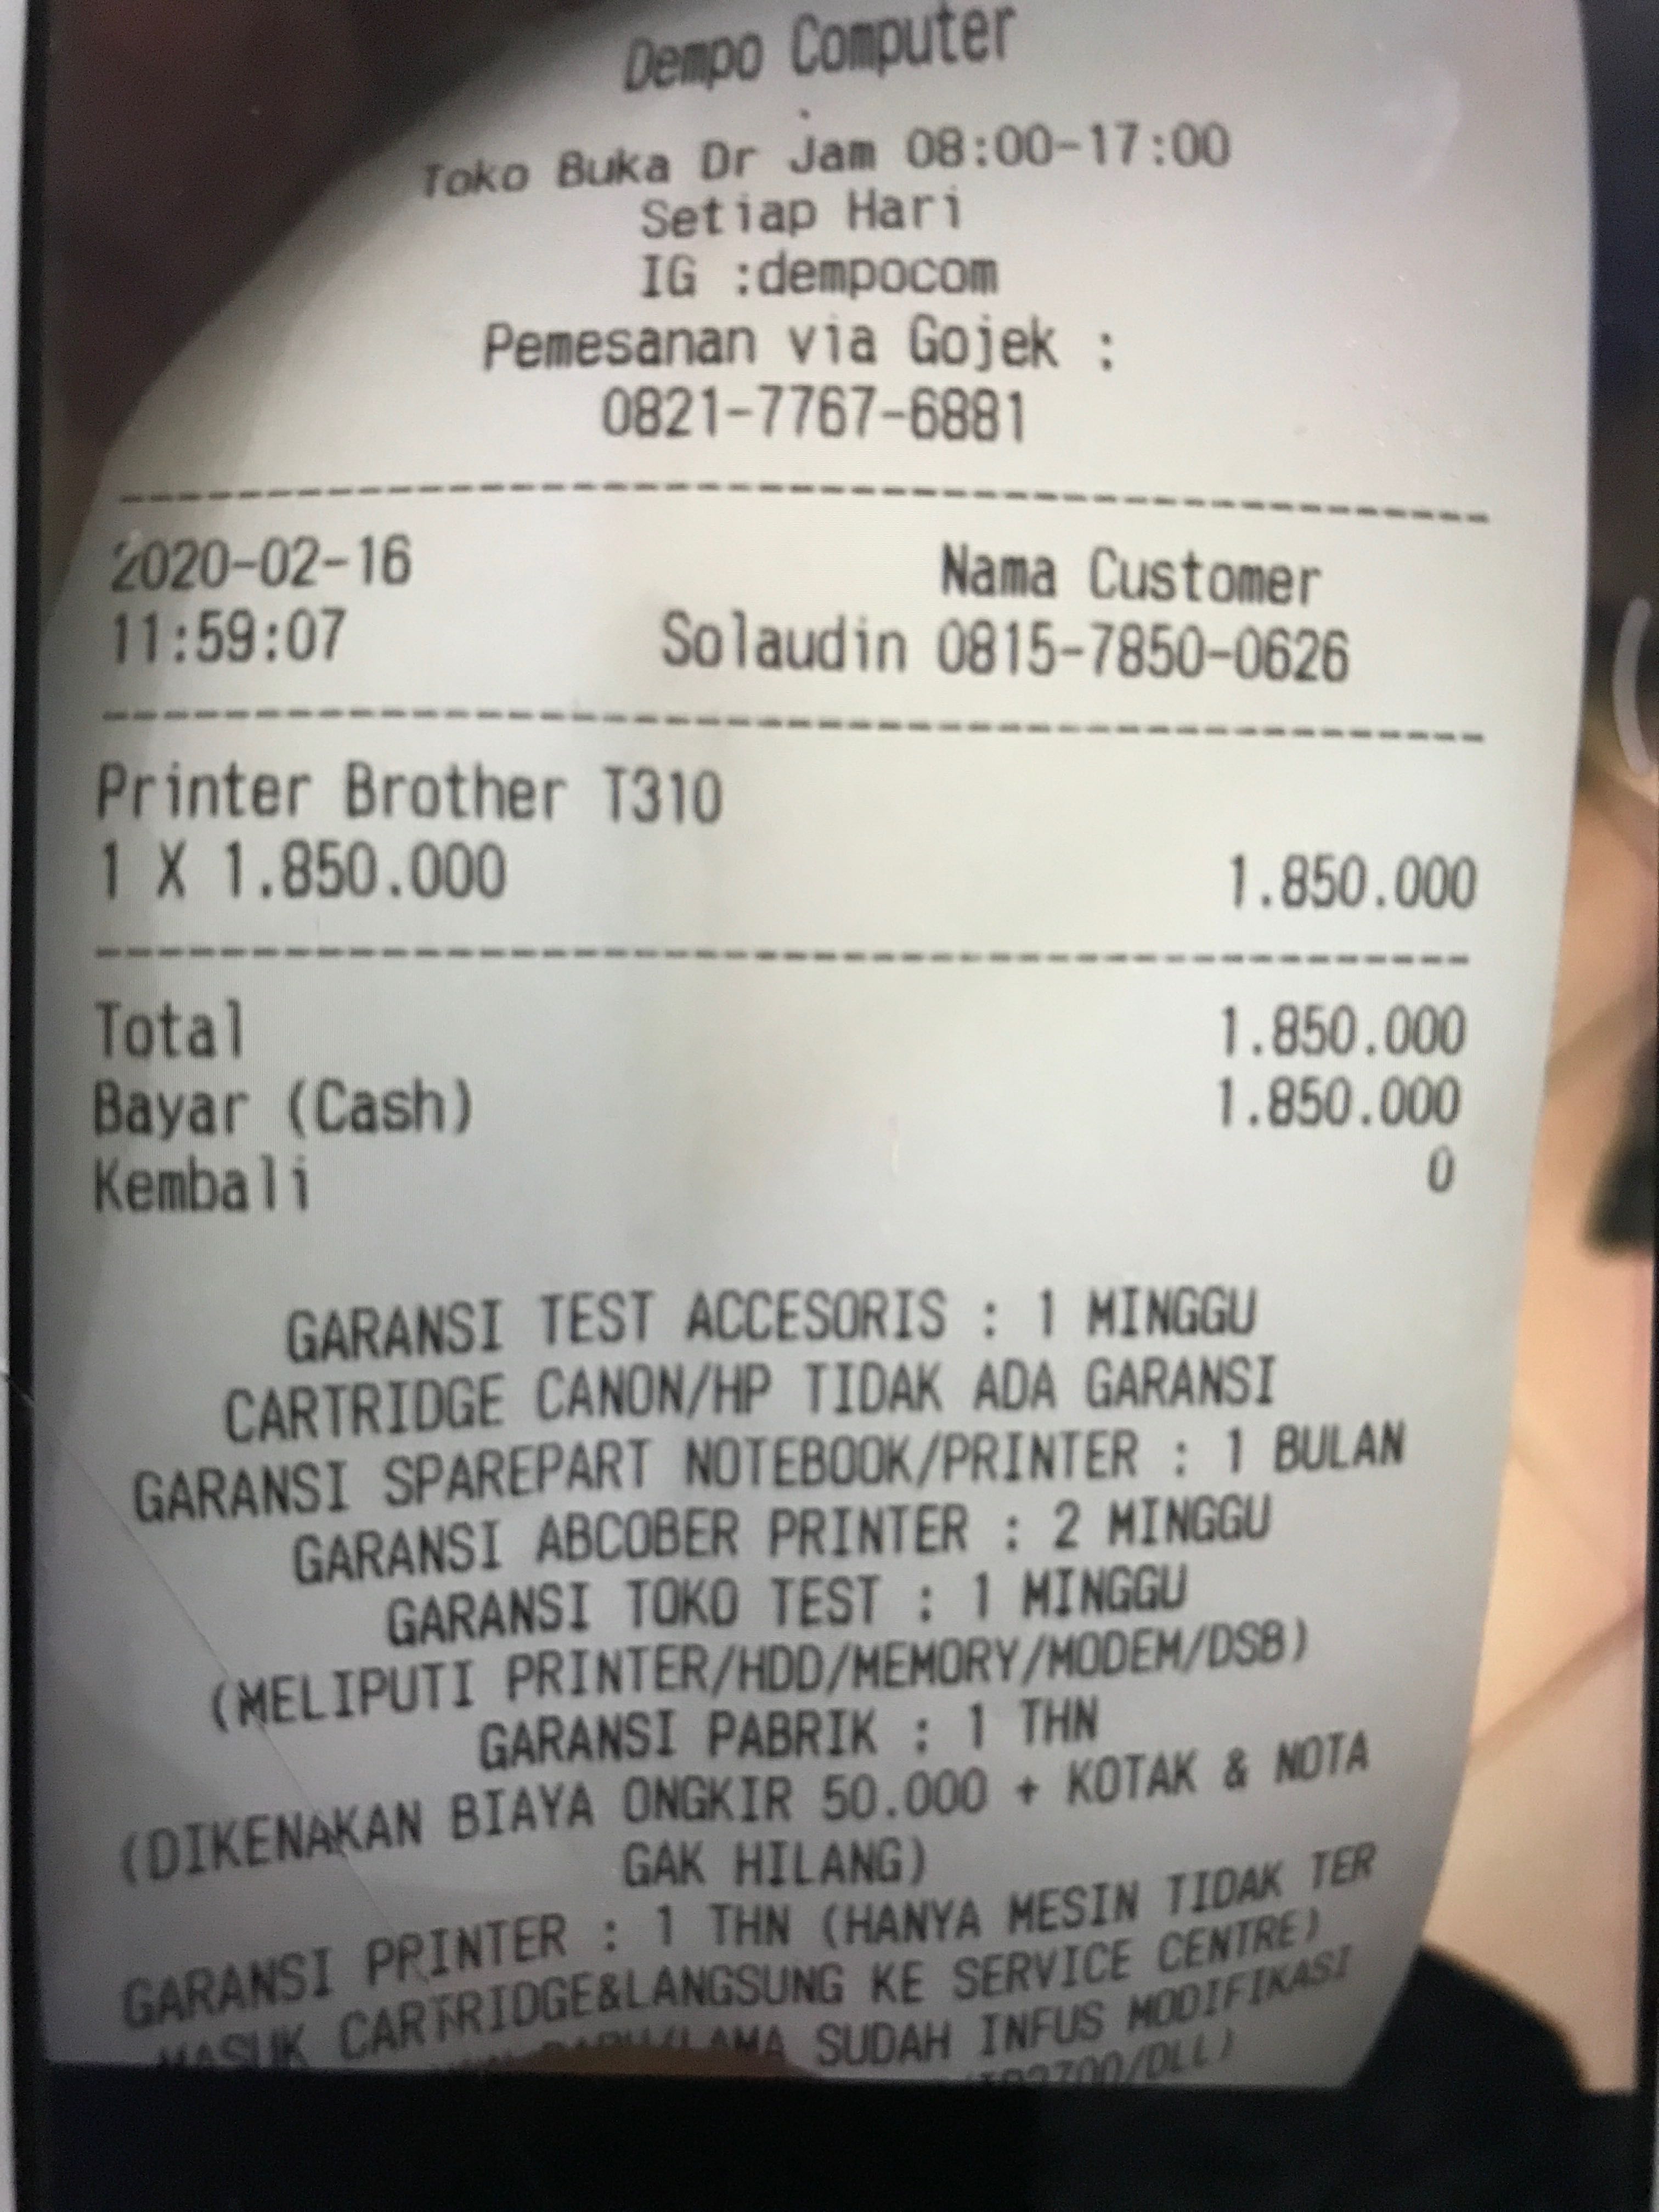 Dempo Computer
.
Toko Buka Dr Jam 08:00-17:00
Setiap Hari
IG :dempocom
Pemesanan via Gojek :
0821-7767-6881
2020-02-16
Nama Customer
11:59:07
Solaudin 0815-7850-0626
Printer Brother T310
1 X 1.850.000 1.850.000
Total 1.850.000
Bayar (Cash) 1.850.000
Kembali 0
GARANSI TEST ACCESORIS : 1 MINGGU
CARTRIDGE CANON/HP TIDAK ADA GARANSI
GARANSI SPAREPART NOTEBOOK/PRINTER : 1 BULAN
GARANSI ABCOBER PRINTER : 2 MINGGU
GARANSI TOKO TEST : 1 MINGGU
(MELIPUTI PRINTER/HDD/MEMORY/MODEM/DSB)
GARANSI PABRIK : 1 THN
(DIKENAKAN BIAYA ONGKIR 50.000 + KOTAK & NOTA
GAK HILANG)
GARANSI PRINTER : 1 THN (HANYA MESIN TIDAK TER
MASUK CARTRIDGE&LANGSUNG KE SERVICE CENTRE)
SUDAH INFUS MODIFIKASI